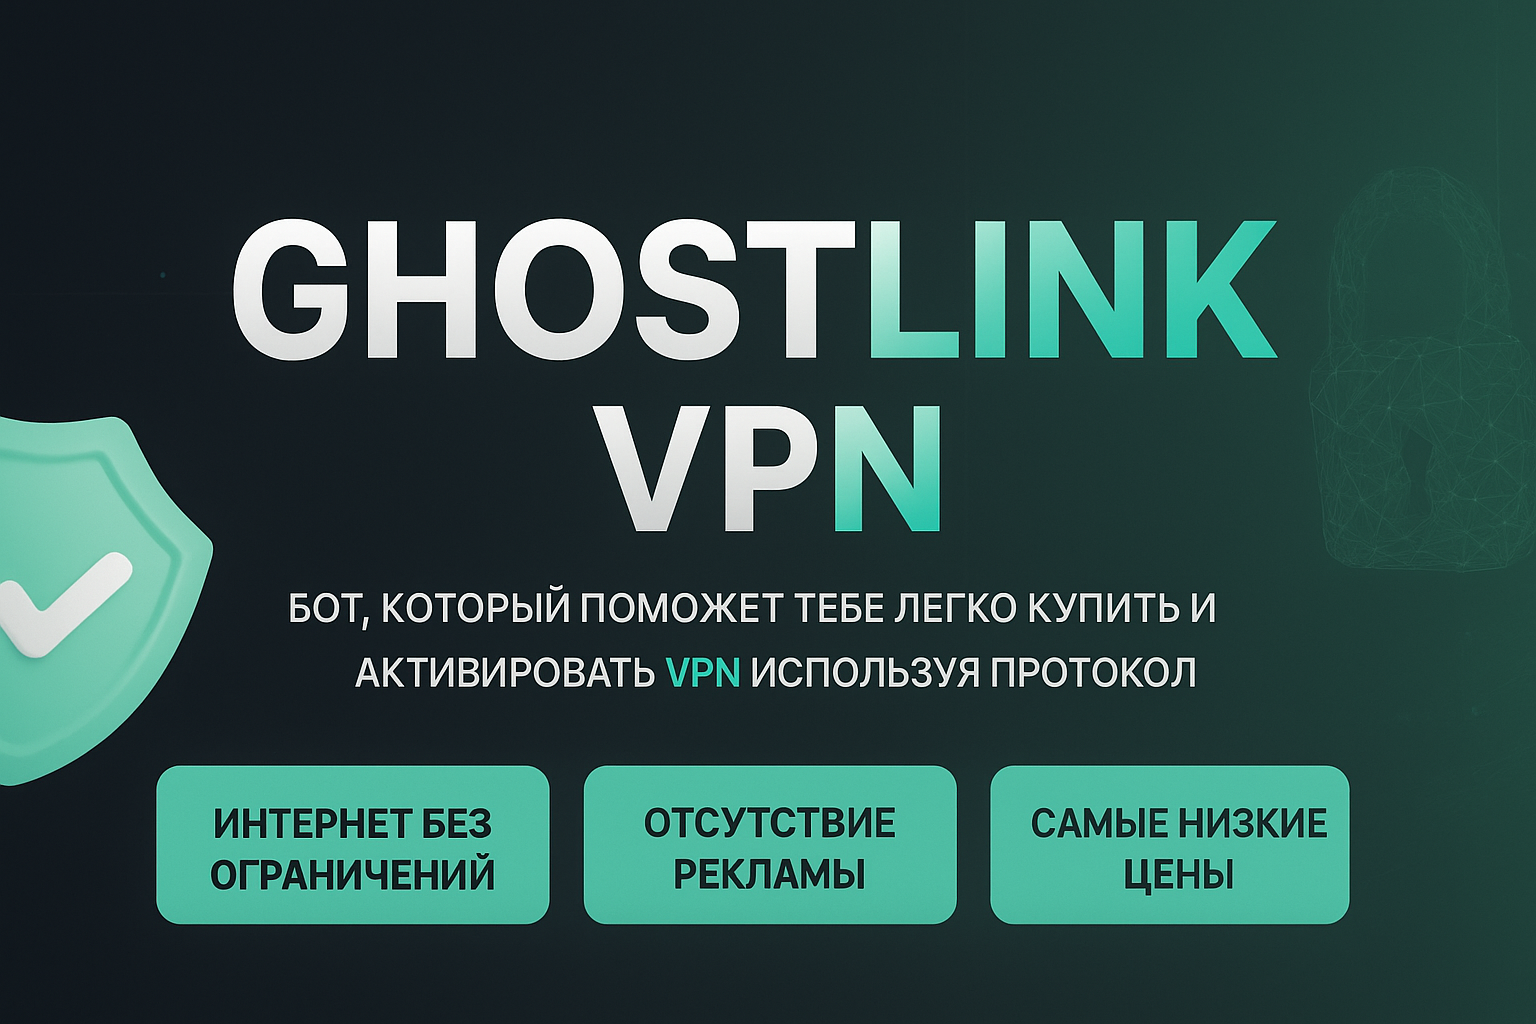 GHOSTLINK
VPN
БОТ, КОТОРЫЙ ПОМОЖЕТ ТЕБЕ ЛЕГКО КУПИТЬ И
АКТИВИРОВАТЬ VPN ИСПОЛЬЗУЯ ПРОТОКОЛ
ИНТЕРНЕТ БЕЗ
ОГРАНИЧЕНИЙ
ОТСУТСТВИЕ
РЕКЛАМЫ
САМЫЕ НИЗКИЕ
ЦЕНЫ